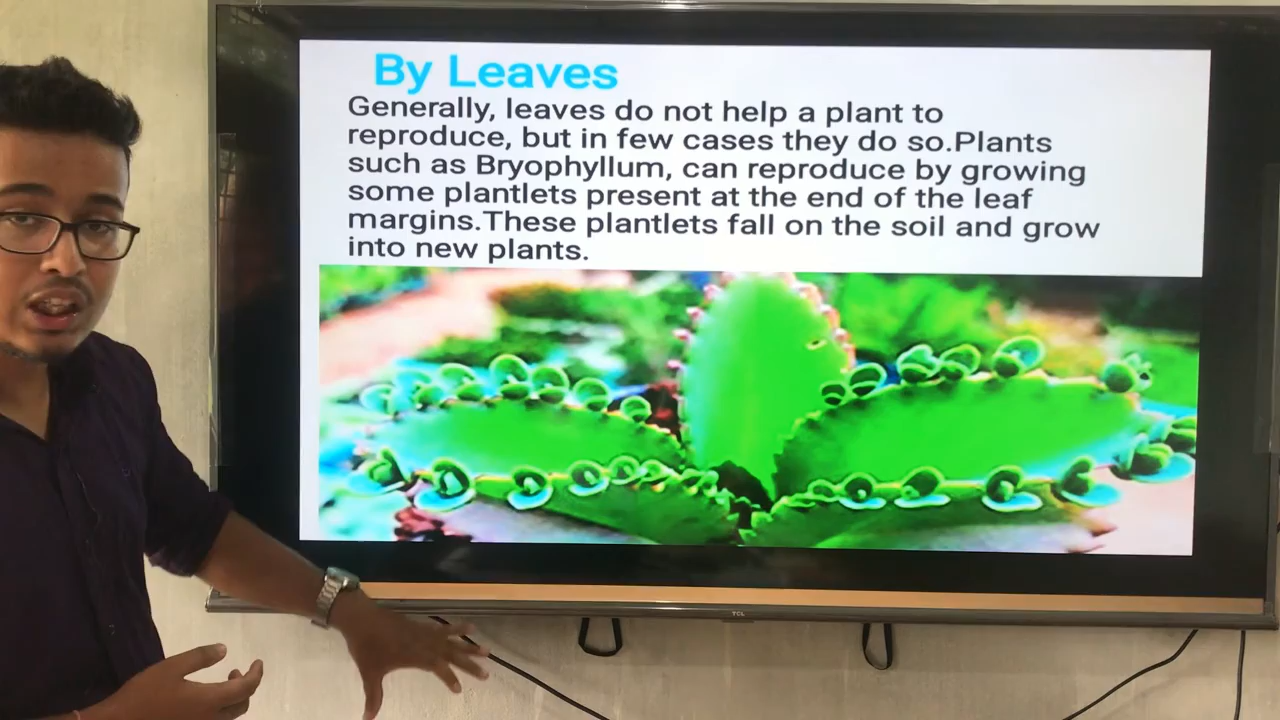 By Leaves
Generally, leaves do not help a plant to
reproduce, but in few cases they do so.Plants
such as Bryophyllum, can reproduce by growing
some plantlets present at the end of the leaf
margins.These plantlets fall on the soil and grow
into new plants.
TCL